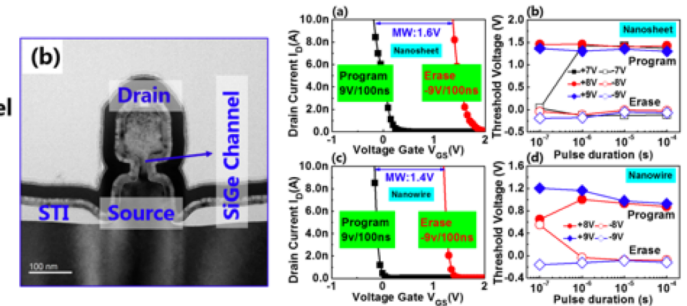 (b)
el
Drain
SiGe Channel
STI
Source
100 nm
(a)
10.0n
8.0n
6.0n
4.0n
2.0n
0.0
-1
0
1
2
Drain Current I_D(A)
Voltage Gate V_GS(V)
MW:1.6V
Nanosheet
Program
9V/100ns
Erase
-9V/100ns
(b)
Nanosheet
2.0
1.5
1.0
0.5
0.0
-0.5
Threshold Voltage (V)
Program
+7V -7V
+8V -8V
+9V -9V
Erase
10⁻⁷
10⁻⁶
10⁻⁵
10⁻⁴
Pulse duration (s)
(c)
10.0n
8.0n
6.0n
4.0n
2.0n
0.0
-1
0
1
2
Drain Current I_D(A)
Voltage Gate V_GS(V)
MW:1.4V
Nanowire
Program
9v/100ns
Erase
-9v/100ns
(d)
Nanowire
1.6
1.2
0.8
0.4
0.0
-0.4
Threshold Voltage (V)
Program
+8V -8V
+9V -9V
Erase
10⁻⁷
10⁻⁶
10⁻⁵
10⁻⁴
Pulse duration (s)